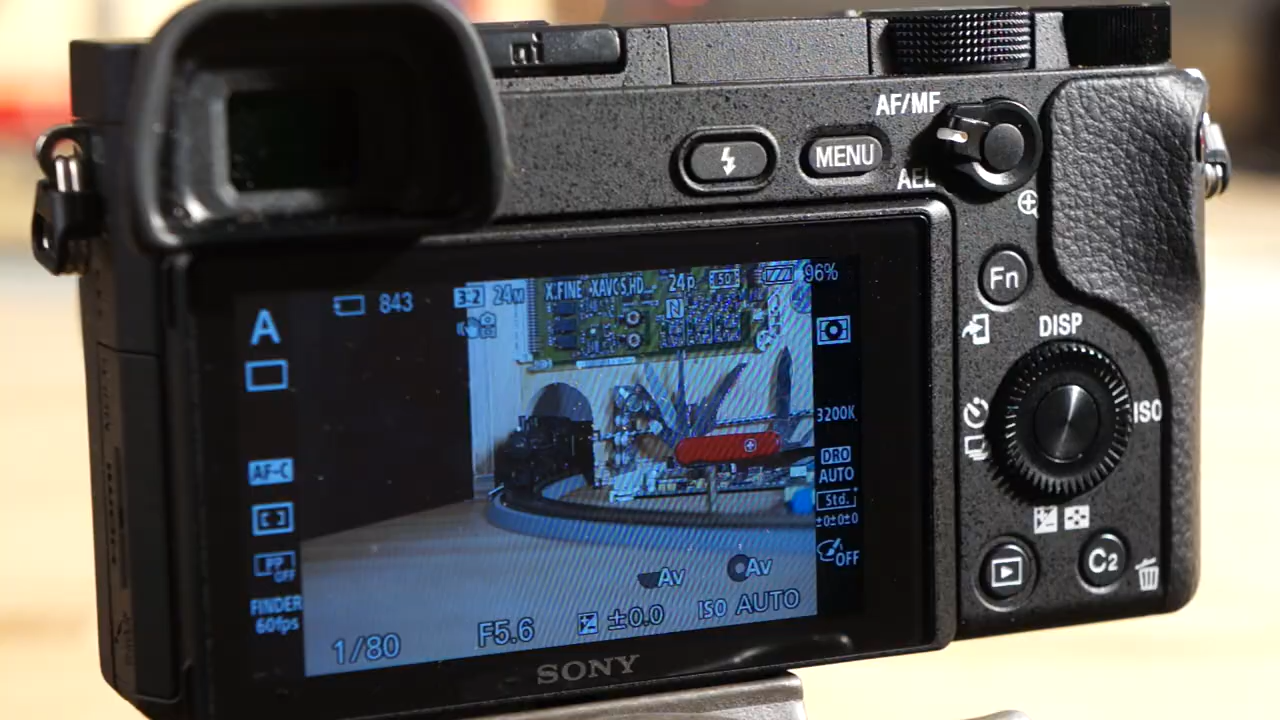 AF/MF
MENU
AEL
Fn
DISP
ISO
C2
A
843
3:2 24M
X.FINE XAVC S HD
24p
50
96%
AF-C
PP OFF
FINDER
60fps
3200K
DRO
AUTO
Std.
±0±0±0
OFF
Av
Av
1/80
F5.6
±0.0
ISO AUTO
SONY